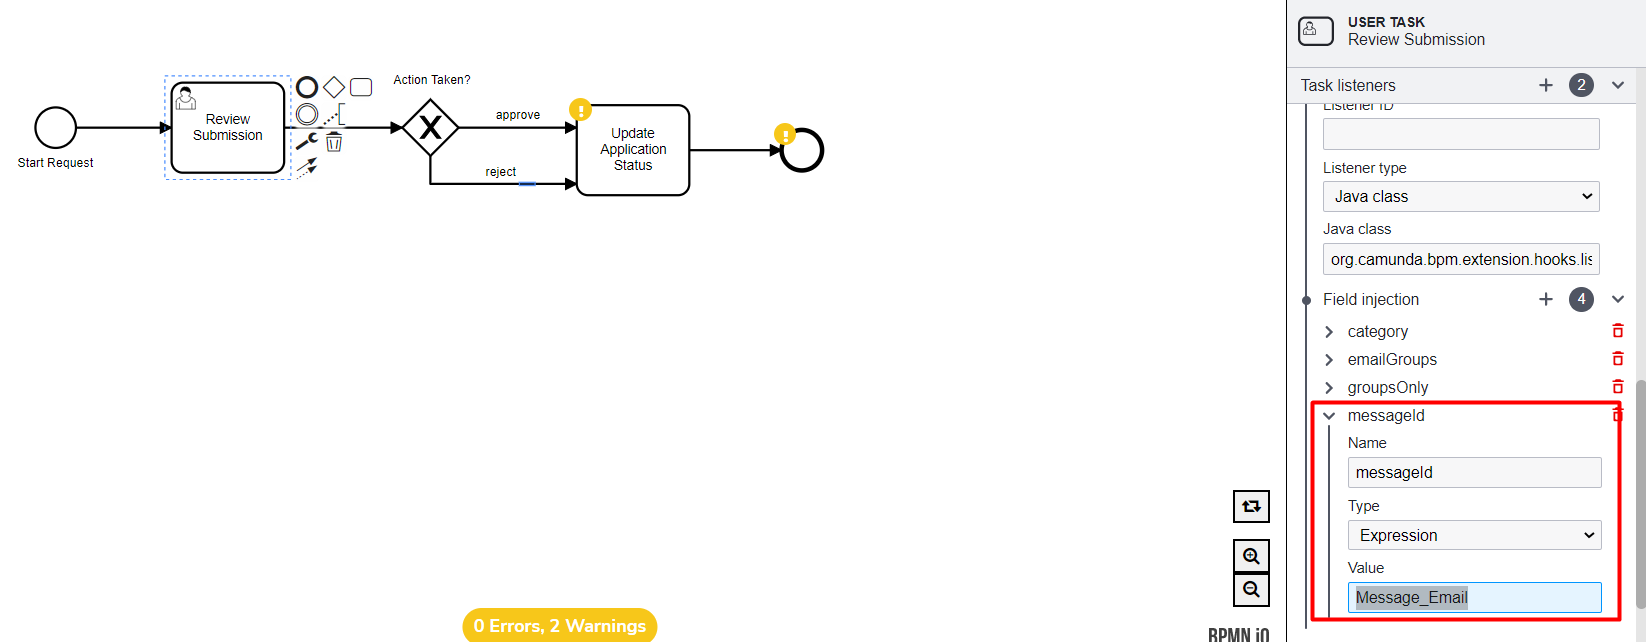 Start Request
Review
Submission
Action Taken?
approve
reject
Update
Application
Status
0 Errors, 2 Warnings
BPMN.iO
USER TASK
Review Submission
Task listeners
2
Listener ID
Listener type
Java class
Java class
org.camunda.bpm.extension.hooks.lis
Field injection
4
category
emailGroups
groupsOnly
messageId
Name
messageId
Type
Expression
Value
Message_Email